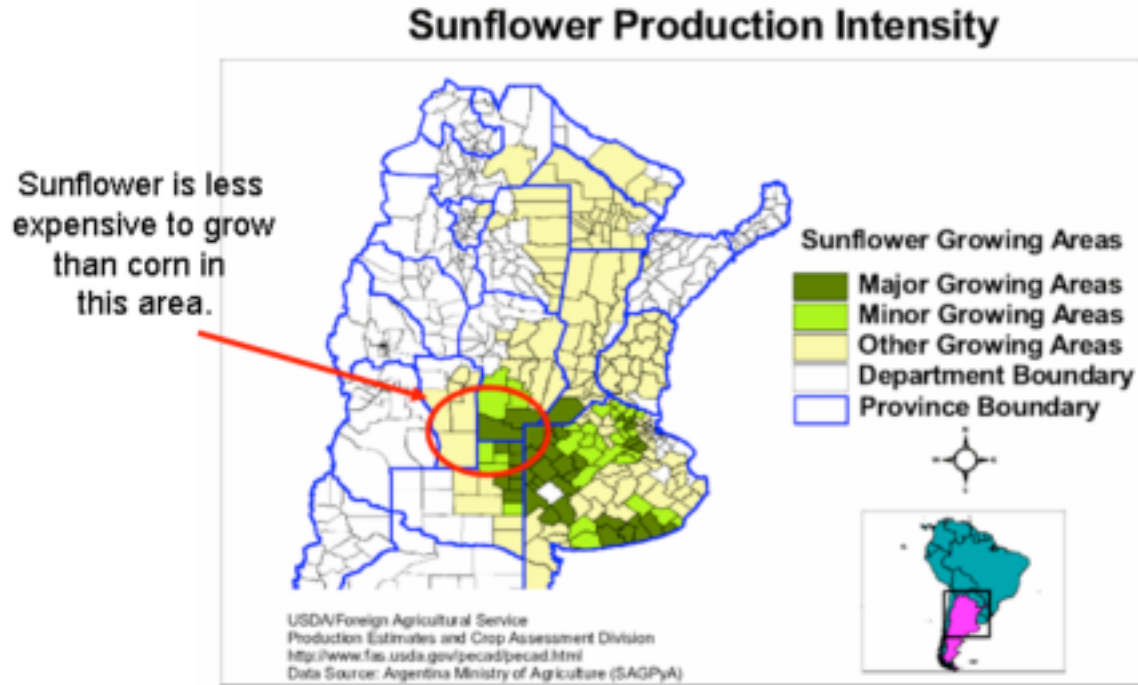 Sunflower Production Intensity
Sunflower is less
expensive to grow
than corn in
this area.
Sunflower Growing Areas
Major Growing Areas
Minor Growing Areas
Other Growing Areas
Department Boundary
Province Boundary
USDA/Foreign Agricultural Service
Production Estimates and Crop Assessment Division
http://www.fas.usda.gov/pecad/pecad.html
Data Source: Argentina Ministry of Agriculture (SAGPyA)